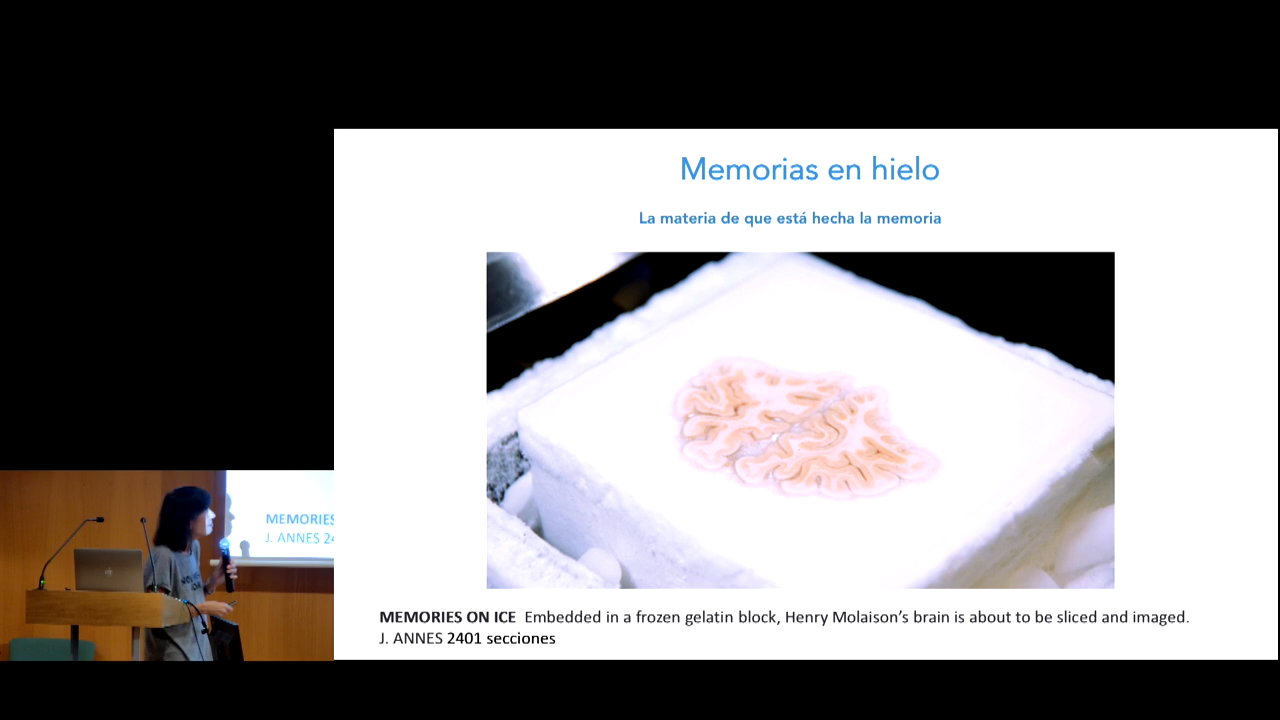 Memorias en hielo
La materia de que está hecha la memoria
MEMORIES ON ICE Embedded in a frozen gelatin block, Henry Molaison’s brain is about to be sliced and imaged.
J. ANNES 2401 secciones
MEMORIES
J. ANNES 24